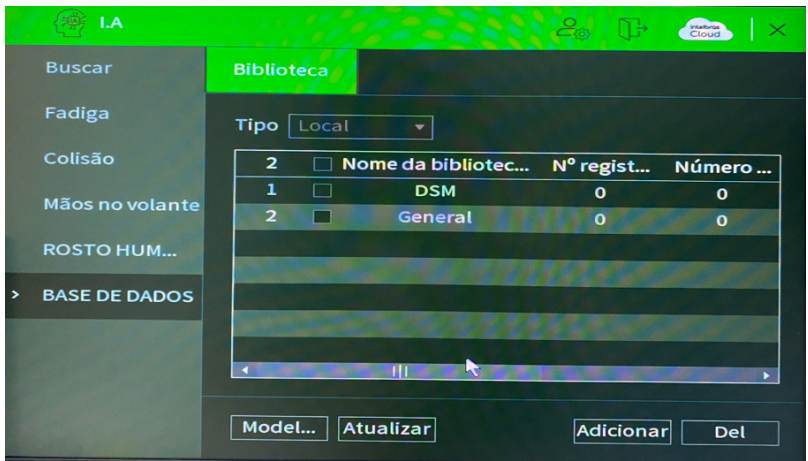 I.A
intelbras
Cloud
Buscar
Fadiga
Colisão
Mãos no volante
ROSTO HUM...
> BASE DE DADOS
Biblioteca
Tipo Local
2 Nome da bibliotec... Nº regist... Número ...
1 DSM 0 0
2 General 0 0
Model... Atualizar Adicionar Del